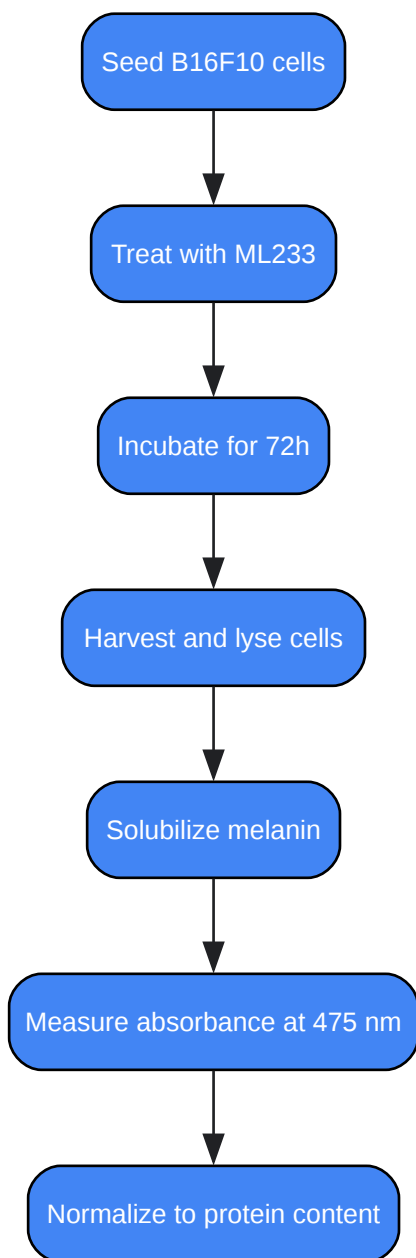 Seed B16F10 cells
Treat with ML233
Incubate for 72h
Harvest and lyse cells
Solubilize melanin
Measure absorbance at 475 nm
Normalize to protein content